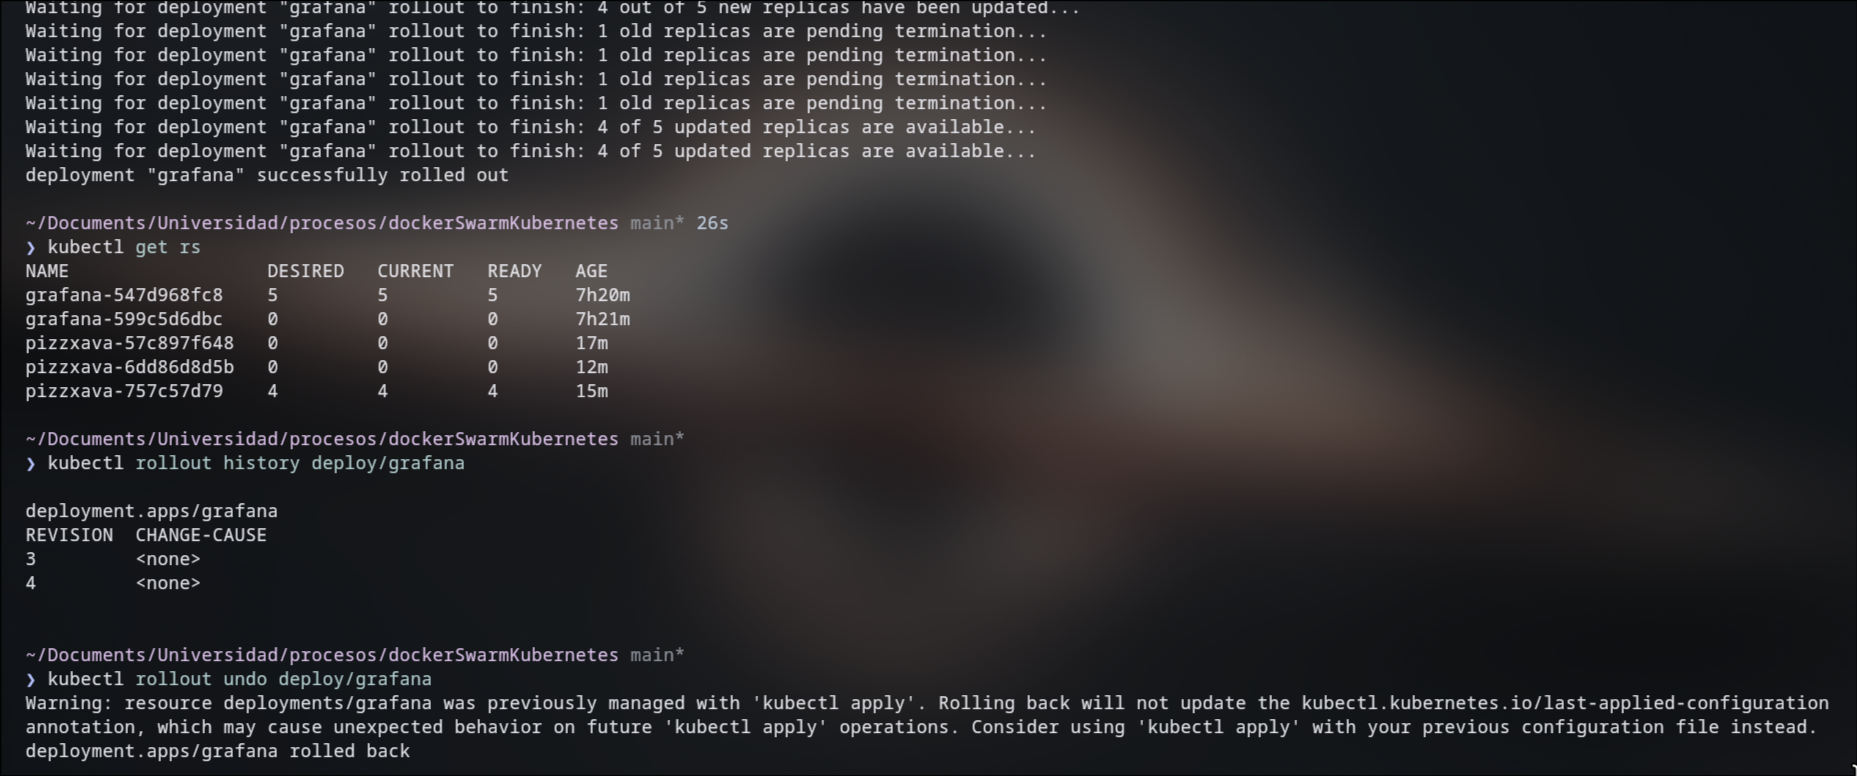 Waiting for deployment "grafana" rollout to finish: 4 out of 5 new replicas have been updated...
Waiting for deployment "grafana" rollout to finish: 1 old replicas are pending termination...
Waiting for deployment "grafana" rollout to finish: 1 old replicas are pending termination...
Waiting for deployment "grafana" rollout to finish: 1 old replicas are pending termination...
Waiting for deployment "grafana" rollout to finish: 1 old replicas are pending termination...
Waiting for deployment "grafana" rollout to finish: 4 of 5 updated replicas are available...
Waiting for deployment "grafana" rollout to finish: 4 of 5 updated replicas are available...
deployment "grafana" successfully rolled out
~/Documents/Universidad/procesos/dockerSwarmKubernetes main* 26s
❯ kubectl get rs
NAME DESIRED CURRENT READY AGE
grafana-547d968fc8 5 5 5 7h20m
grafana-599c5d6dbc 0 0 0 7h21m
pizzxava-57c897f648 0 0 0 17m
pizzxava-6dd86d8d5b 0 0 0 12m
pizzxava-757c57d79 4 4 4 15m
~/Documents/Universidad/procesos/dockerSwarmKubernetes main*
❯ kubectl rollout history deploy/grafana
deployment.apps/grafana
REVISION CHANGE-CAUSE
3 <none>
4 <none>
~/Documents/Universidad/procesos/dockerSwarmKubernetes main*
❯ kubectl rollout undo deploy/grafana
Warning: resource deployments/grafana was previously managed with 'kubectl apply'. Rolling back will not update the kubectl.kubernetes.io/last-applied-configuration
annotation, which may cause unexpected behavior on future 'kubectl apply' operations. Consider using 'kubectl apply' with your previous configuration file instead.
deployment.apps/grafana rolled back